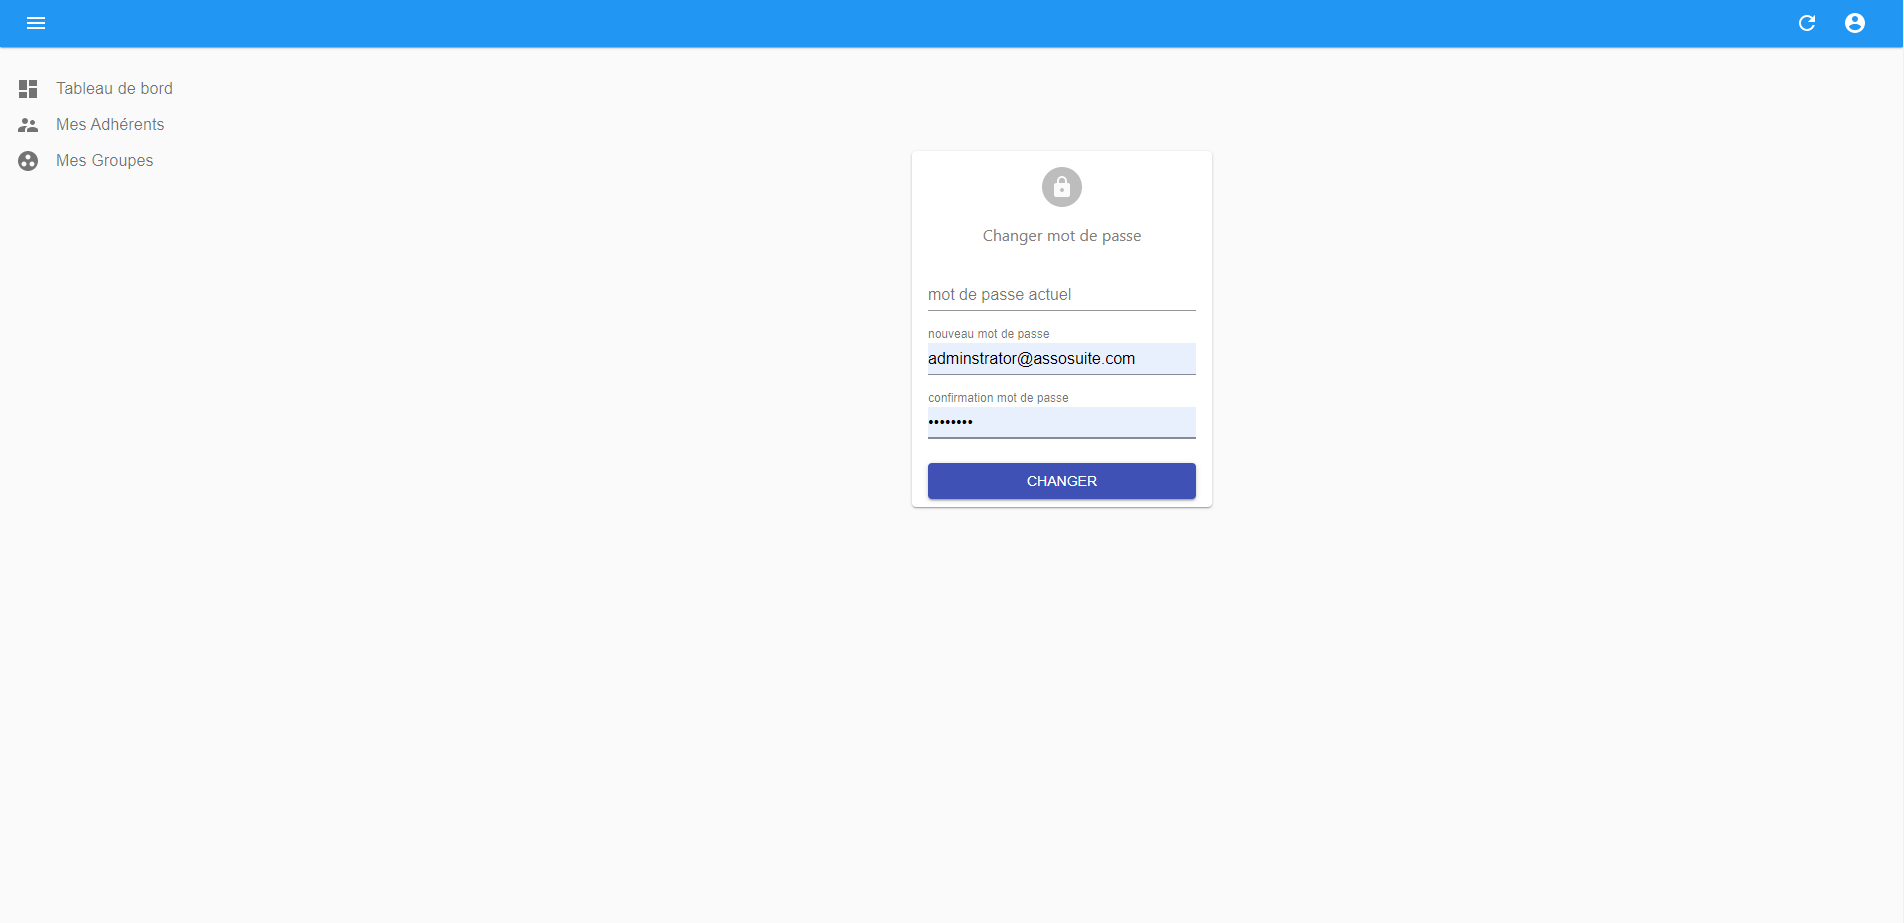 Tableau de bord
Mes Adhérents
Mes Groupes
Changer mot de passe
mot de passe actuel
nouveau mot de passe
adminstrator@assosuite.com
confirmation mot de passe
••••••••
CHANGER